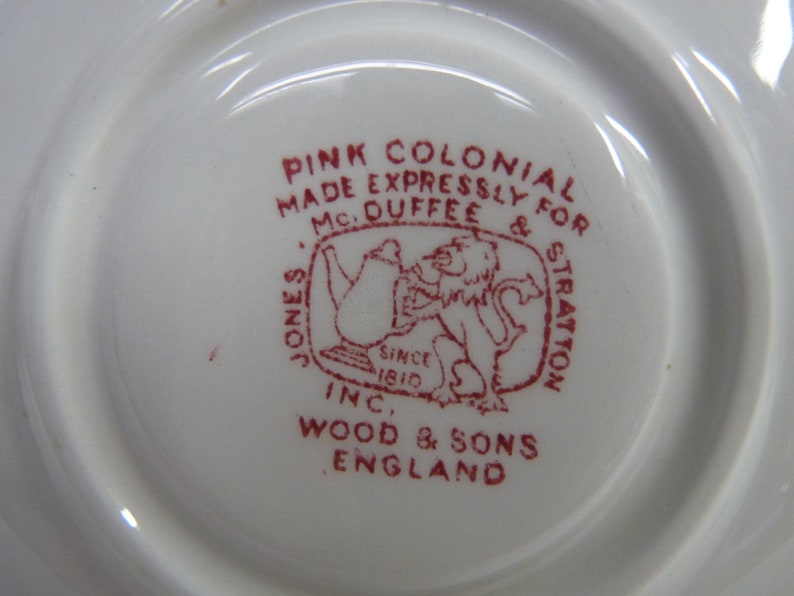 PINK COLONIAL
MADE EXPRESSLY FOR
JONES. Mc. DUFFEE & STRATTON
SINCE
1810
INC.
WOOD & SONS
ENGLAND